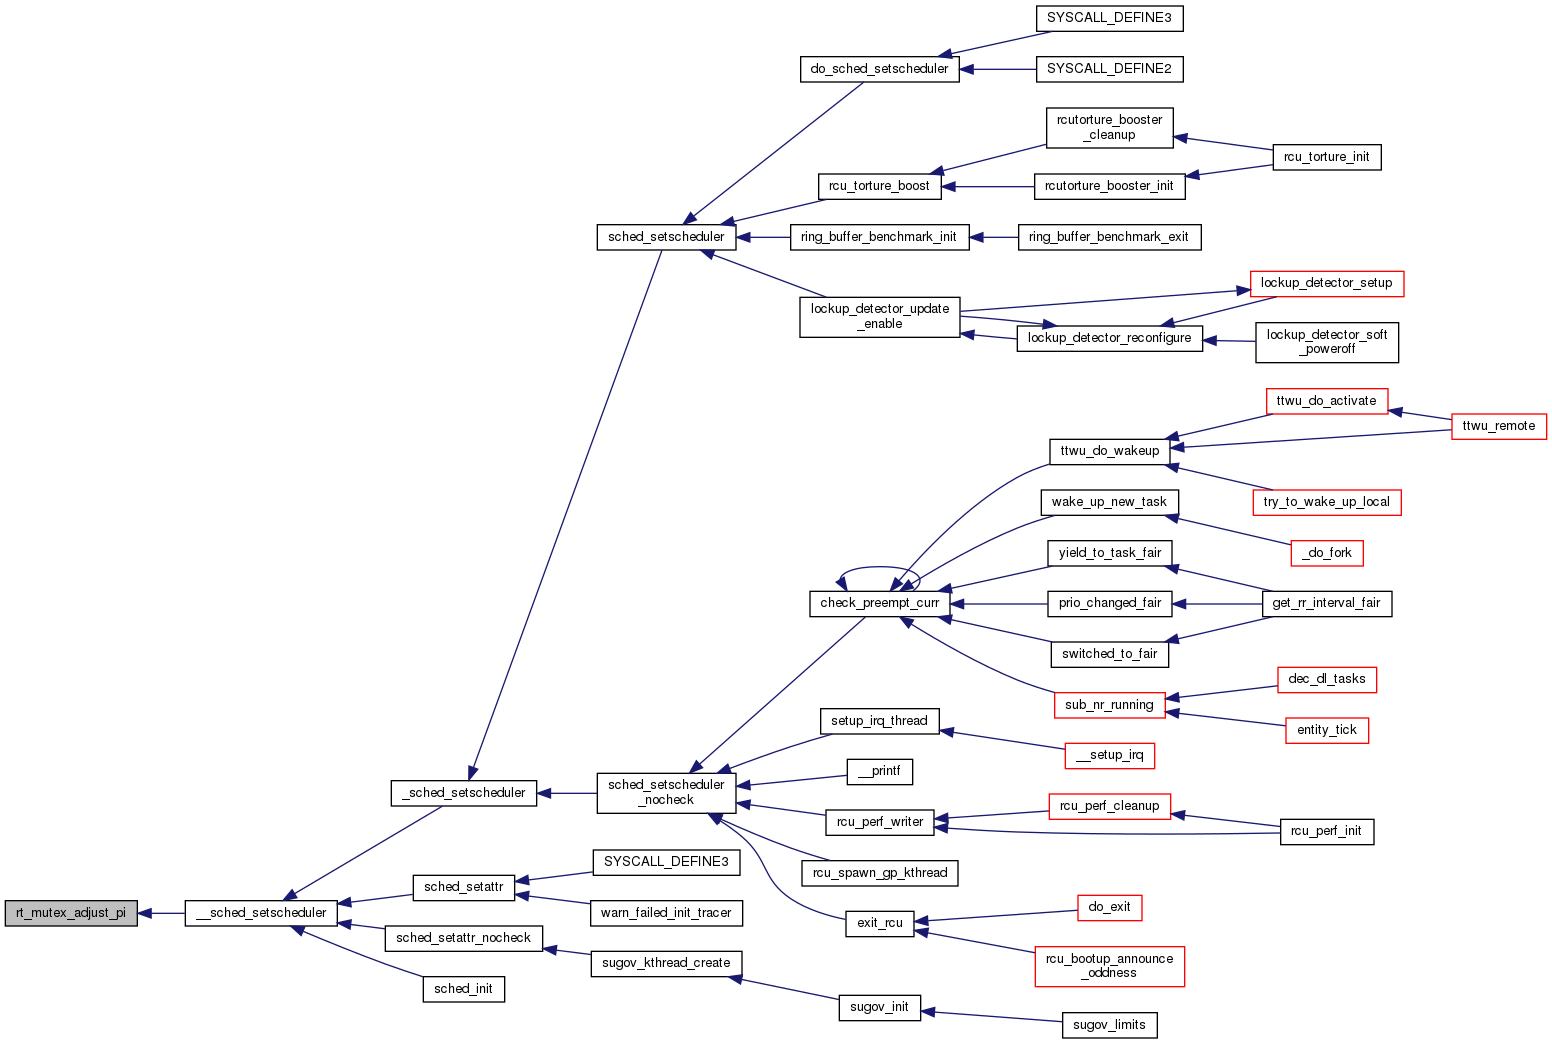 SYSCALL_DEFINE3
do_sched_setscheduler
SYSCALL_DEFINE2
rcutorture_booster
_cleanup
rcu_torture_init
rcu_torture_boost
rcutorture_booster_init
sched_setscheduler
ring_buffer_benchmark_init
ring_buffer_benchmark_exit
lockup_detector_setup
lockup_detector_update
_enable
lockup_detector_reconfigure
lockup_detector_soft
_poweroff
ttwu_do_activate
ttwu_remote
ttwu_do_wakeup
try_to_wake_up_local
wake_up_new_task
_do_fork
yield_to_task_fair
check_preempt_curr
prio_changed_fair
get_rr_interval_fair
switched_to_fair
dec_dl_tasks
sub_nr_running
entity_tick
setup_irq_thread
__setup_irq
sched_setscheduler
_nocheck
__printf
_sched_setscheduler
rcu_perf_writer
rcu_perf_cleanup
rcu_perf_init
SYSCALL_DEFINE3
rcu_spawn_gp_kthread
sched_setattr
rt_mutex_adjust_pi
__sched_setscheduler
warn_failed_init_tracer
exit_rcu
do_exit
sched_setattr_nocheck
sugov_kthread_create
rcu_bootup_announce
_oddness
sched_init
sugov_init
sugov_limits